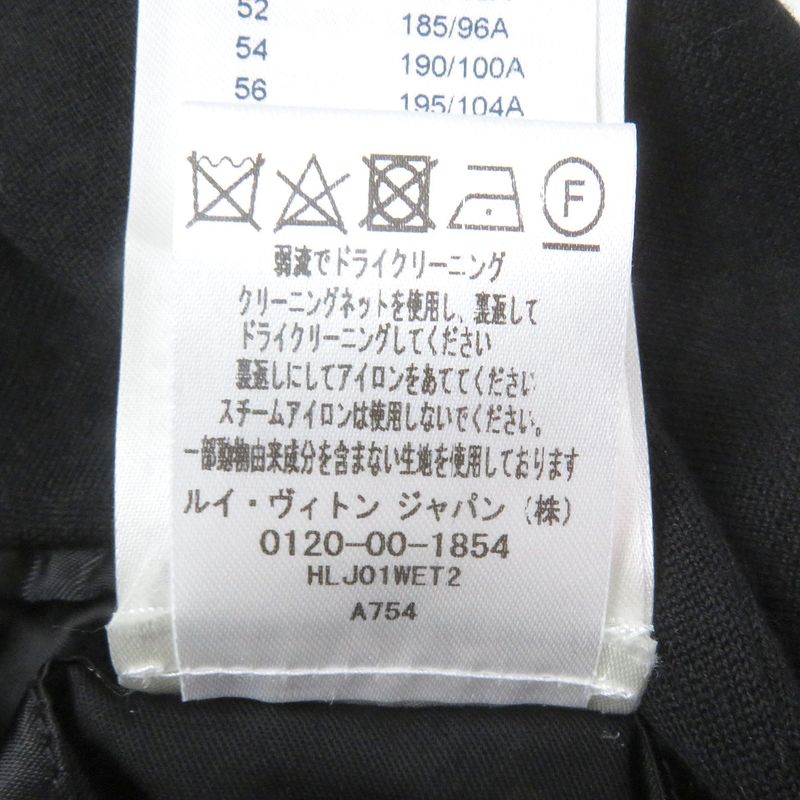 52 185/96A
54 190/100A
56 195/104A
F
弱減でドライクリーニング
クリーニングネットを使用し、裏返して
ドライクリーニングしてください
裏返しにしてアイロンをあててください
スチームアイロンは使用しないでください。
一部動物由来成分を含まない生地を使用しております
ルイ・ヴィトン ジャパン (株)
0120-00-1854
HLJ01WET2
A754